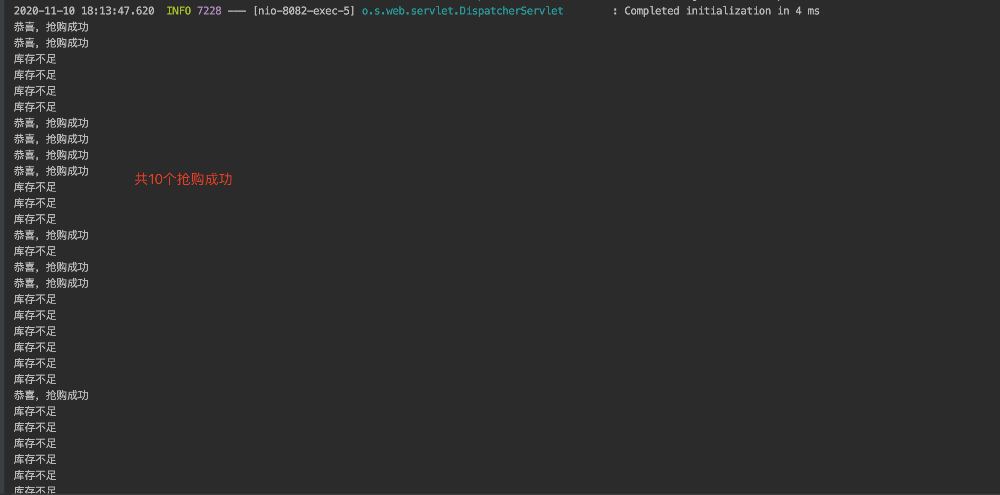 2020-11-10 18:13:47.620  INFO 7228 --- [nio-8082-exec-5] o.s.web.servlet.DispatcherServlet        : Completed initialization in 4 ms
恭喜，抢购成功
恭喜，抢购成功
库存不足
库存不足
库存不足
库存不足
恭喜，抢购成功
恭喜，抢购成功
恭喜，抢购成功
恭喜，抢购成功
共10个抢购成功
库存不足
库存不足
库存不足
恭喜，抢购成功
库存不足
恭喜，抢购成功
恭喜，抢购成功
库存不足
库存不足
库存不足
库存不足
库存不足
库存不足
恭喜，抢购成功
库存不足
库存不足
库存不足
库存不足
库存不足
库存不足